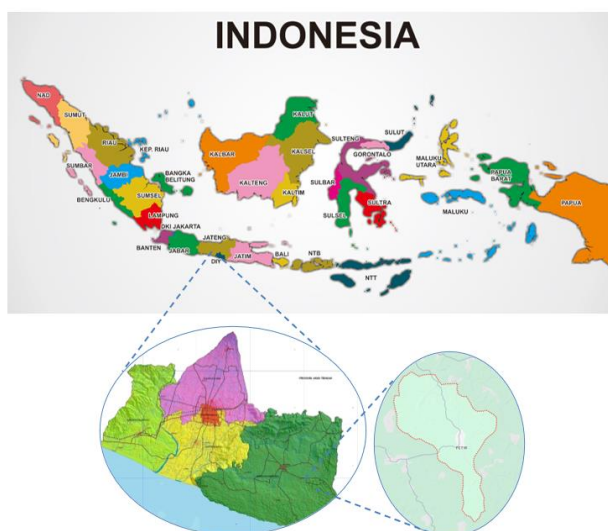 INDONESIA
NAD
SUMUT
RIAU
KEP. RIAU
SUMBAR
JAMBI
BANGKA
BELITUNG
SUMSEL
BENGKULU
LAMPUNG
DKI JAKARTA
BANTEN
JABAR
JATENG
DIY
JATIM
BALI
NTB
NTT
KALBAR
KALTENG
KALUT
KALSEL
KALTIM
SULTENG
SULUT
GORONTALO
SULBAR
SULSEL
SULTRA
MALUKU
UTARA
MALUKU
PAPUA
BARAT
PAPUA